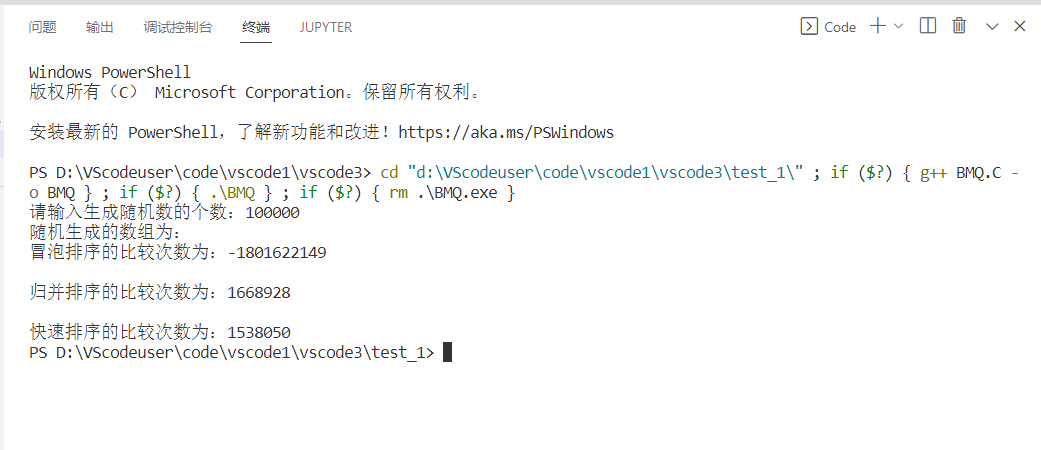 问题 输出 调试控制台 终端 JUPYTER Code
Windows PowerShell
版权所有（C） Microsoft Corporation。保留所有权利。
安装最新的 PowerShell，了解新功能和改进！https://aka.ms/PSWindows
PS D:\VScodeuser\code\vscode1\vscode3> cd "d:\VScodeuser\code\vscode1\vscode3\test_1\" ; if ($?) { g++ BMQ.C -
o BMQ } ; if ($?) { .\BMQ } ; if ($?) { rm .\BMQ.exe }
请输入生成随机数的个数：100000
随机生成的数组为：
冒泡排序的比较次数为：-1801622149
归并排序的比较次数为：1668928
快速排序的比较次数为：1538050
PS D:\VScodeuser\code\vscode1\vscode3\test_1>